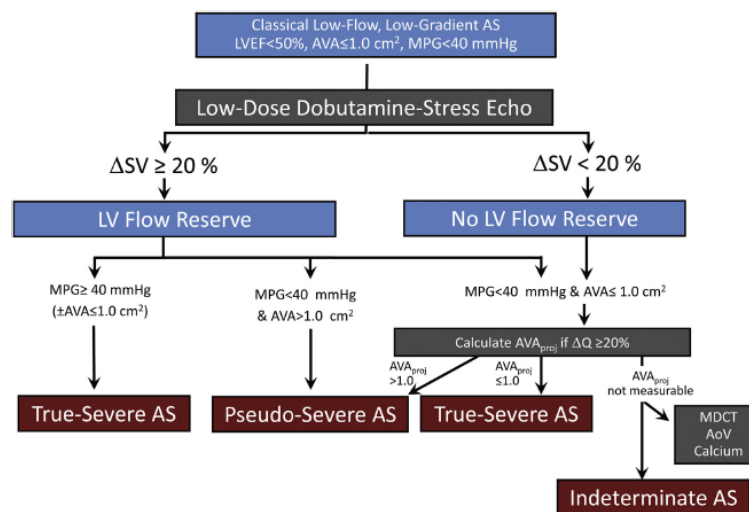 Classical Low-Flow, Low-Gradient AS
LVEF<50%, AVA≤1.0 cm², MPG<40 mmHg
Low-Dose Dobutamine-Stress Echo
ΔSV ≥ 20 %
ΔSV < 20 %
LV Flow Reserve
No LV Flow Reserve
MPG≥ 40 mmHg
(±AVA≤1.0 cm²)
MPG<40 mmHg
& AVA>1.0 cm²
MPG<40 mmHg & AVA≤ 1.0 cm²
Calculate AVAproj if ΔQ ≥20%
AVAproj
>1.0
AVAproj
≤1.0
AVAproj
not measurable
True-Severe AS
Pseudo-Severe AS
True-Severe AS
MDCT
AoV
Calcium
Indeterminate AS